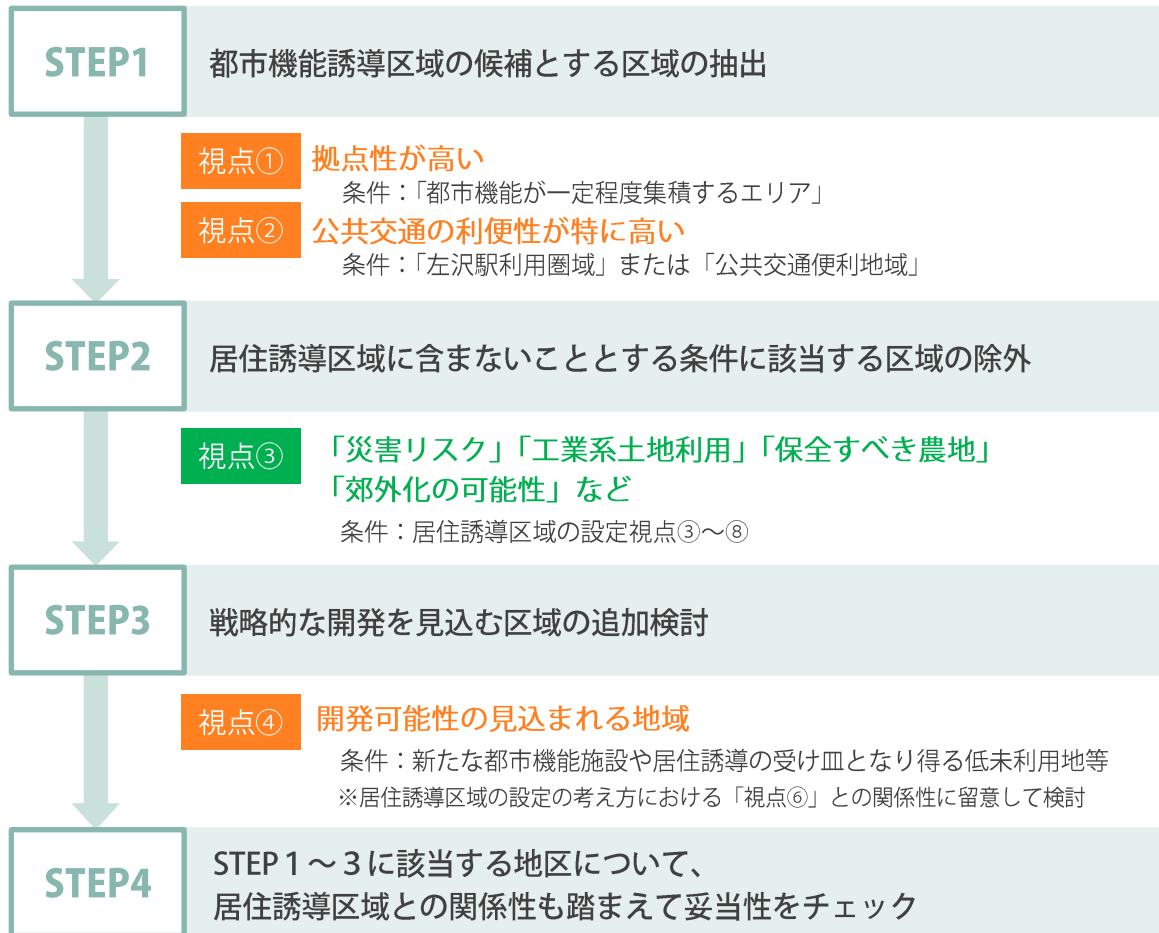 STEP1
都市機能誘導区域の候補とする区域の抽出
視点① 拠点性が高い
条件：「都市機能が一定程度集積するエリア」
視点② 公共交通の利便性が特に高い
条件：「左沢駅利用圏域」または「公共交通便利地域」
STEP2
居住誘導区域に含まないこととする条件に該当する区域の除外
視点③ 「災害リスク」「工業系土地利用」「保全すべき農地」
「郊外化の可能性」など
条件：居住誘導区域の設定視点③〜⑧
STEP3
戦略的な開発を見込む区域の追加検討
視点④ 開発可能性の見込まれる地域
条件：新たな都市機能施設や居住誘導の受け皿となり得る低未利用地等
※居住誘導区域の設定の考え方における「視点⑥」との関係性に留意して検討
STEP4
STEP１〜３に該当する地区について、
居住誘導区域との関係性も踏まえて妥当性をチェック